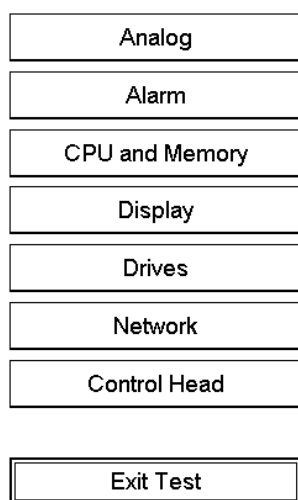 Analog
Alarm
CPU and Memory
Display
Drives
Network
Control Head
Exit Test